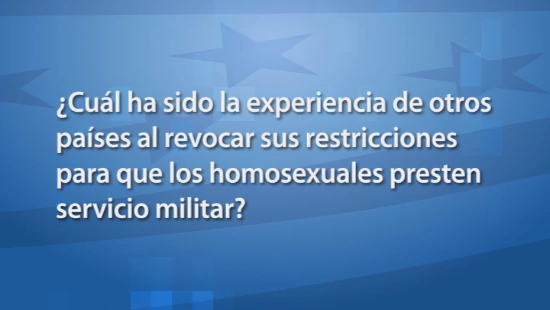 ¿Cuál ha sido la experiencia de otros
países al revocar sus restricciones
para que los homosexuales presten
servicio militar?